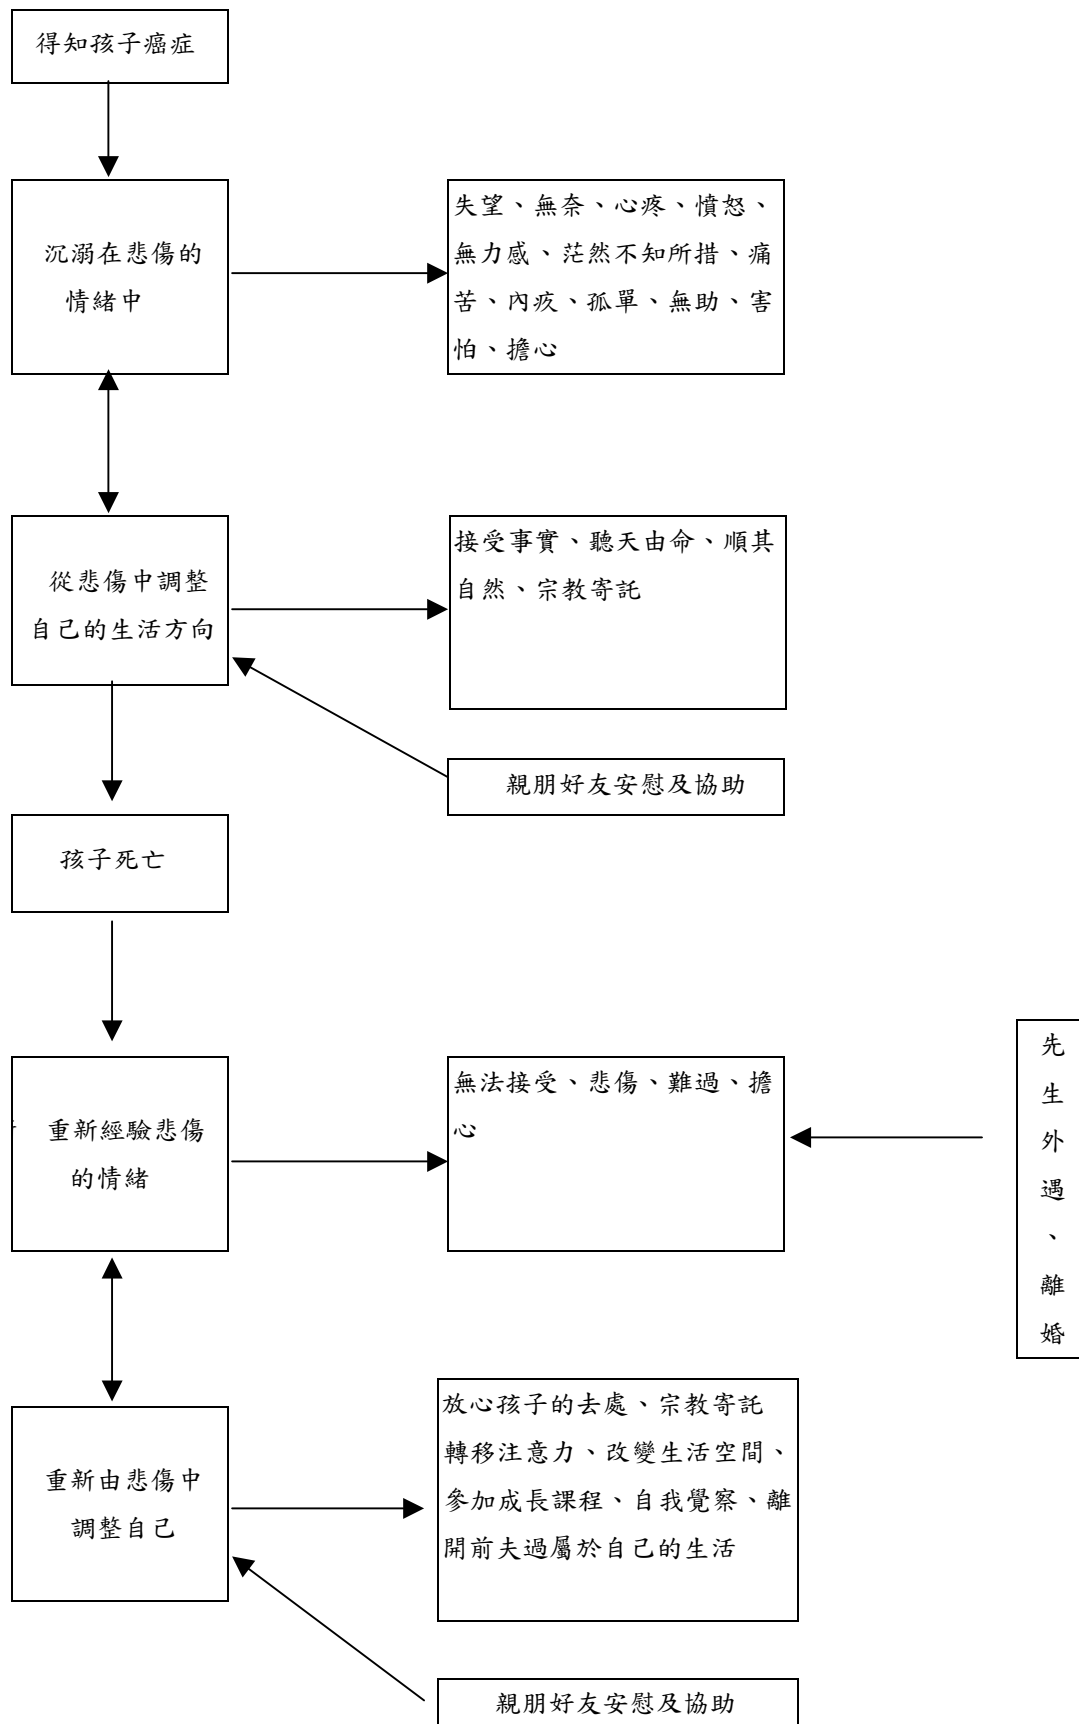 得知孩子癌症
沉溺在悲傷的
情緒中
失望、無奈、心疼、憤怒、
無力感、茫然不知所措、痛
苦、內疚、孤單、無助、害
怕、擔心
從悲傷中調整
自己的生活方向
接受事實、聽天由命、順其
自然、宗教寄託
親朋好友安慰及協助
孩子死亡
重新經驗悲傷
的情緒
無法接受、悲傷、難過、擔
心
先
生
外
遇
、
離
婚
重新由悲傷中
調整自己
放心孩子的去處、宗教寄託
轉移注意力、改變生活空間、
參加成長課程、自我覺察、離
開前夫過屬於自己的生活
親朋好友安慰及協助